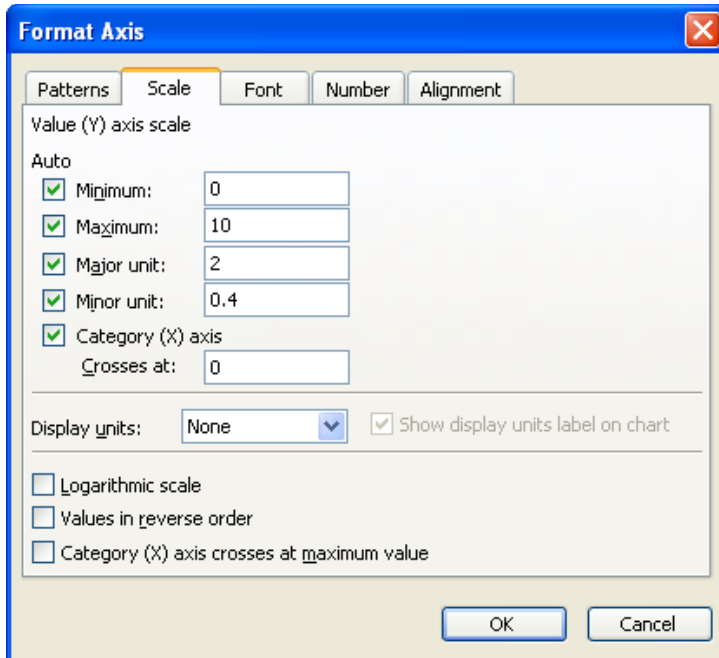 Format Axis
Patterns Scale Font Number Alignment
Value (Y) axis scale
Auto
Minimum: 0
Maximum: 10
Major unit: 2
Minor unit: 0.4
Category (X) axis
Crosses at: 0
Display units: None Show display units label on chart
Logarithmic scale
Values in reverse order
Category (X) axis crosses at maximum value
OK Cancel